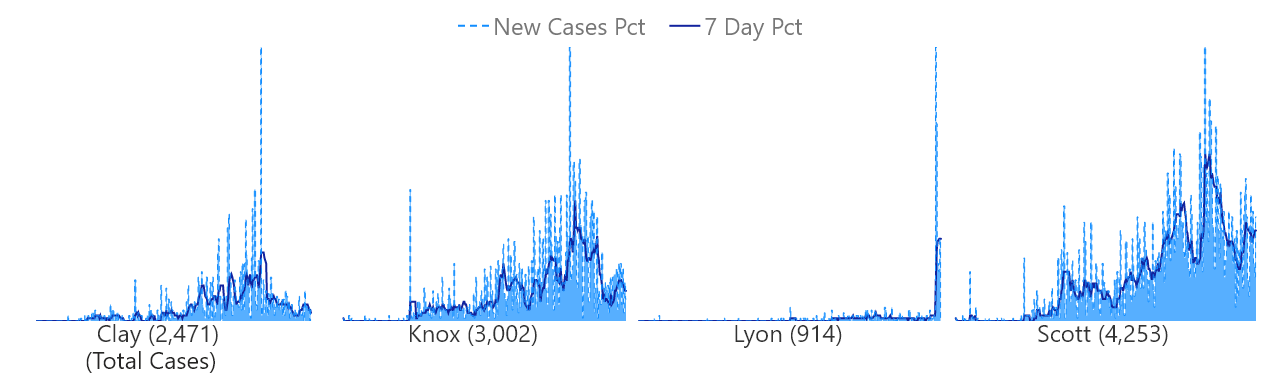 New Cases Pct 7 Day Pct
Clay (2,471) Knox (3,002) Lyon (914) Scott (4,253)
(Total Cases)